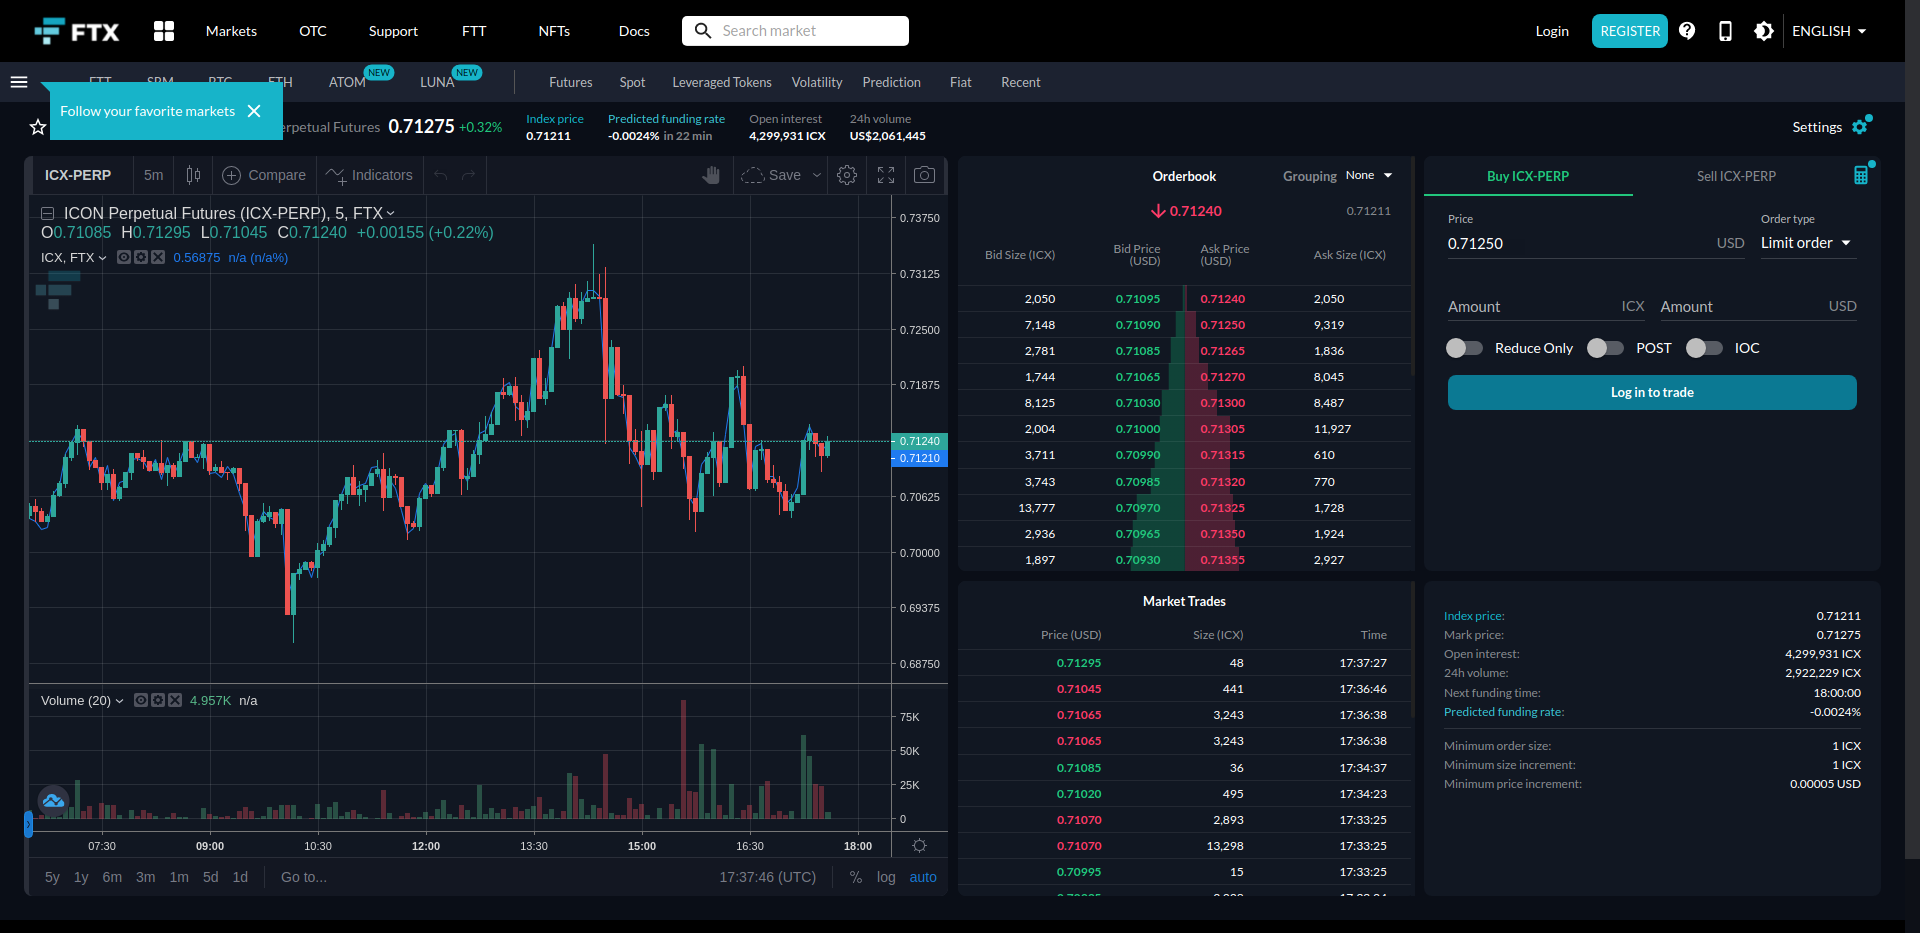 FTX Markets OTC Support FTT NFTs Docs Search market Login REGISTER ENGLISH
ATOM NEW LUNA NEW Futures Spot Leveraged Tokens Volatility Prediction Fiat Recent
Follow your favorite markets
erpetual Futures 0.71275 +0.32%
Index price
0.71211
Predicted funding rate
-0.0024% in 22 min
Open interest
4,299,931 ICX
24h volume
US$2,061,445
Settings
ICX-PERP 5m Compare Indicators Save
ICON Perpetual Futures (ICX-PERP), 5, FTX
O0.71085 H0.71295 L0.71045 C0.71240 +0.00155 (+0.22%)
ICX, FTX 0.56875 n/a (n/a%)
0.73750
0.73125
0.72500
0.71875
0.71240
0.71210
0.70625
0.70000
0.69375
0.68750
Volume (20) 4.957K n/a
75K
50K
25K
0
07:30 09:00 10:30 12:00 13:30 15:00 16:30 18:00
5y 1y 6m 3m 1m 5d 1d Go to... 17:37:46 (UTC) % log auto
Orderbook Grouping None
0.71240 0.71211
Bid Size (ICX) Bid Price (USD) Ask Price (USD) Ask Size (ICX)
2,050 0.71095 0.71240 2,050
7,148 0.71090 0.71250 9,319
2,781 0.71085 0.71265 1,836
1,744 0.71065 0.71270 8,045
8,125 0.71030 0.71300 8,487
2,004 0.71000 0.71305 11,927
3,711 0.70990 0.71315 610
3,743 0.70985 0.71320 770
13,777 0.70970 0.71325 1,728
2,936 0.70965 0.71350 1,924
1,897 0.70930 0.71355 2,927
Market Trades
Price (USD) Size (ICX) Time
0.71295 48 17:37:27
0.71045 441 17:36:46
0.71065 3,243 17:36:38
0.71065 3,243 17:36:38
0.71085 36 17:34:37
0.71020 495 17:34:23
0.71070 2,893 17:33:25
0.71070 13,298 17:33:25
0.70995 15 17:33:25
Buy ICX-PERP Sell ICX-PERP
Price Order type
0.71250 USD Limit order
Amount ICX Amount USD
Reduce Only POST IOC
Log in to trade
Index price: 0.71211
Mark price: 0.71275
Open interest: 4,299,931 ICX
24h volume: 2,922,229 ICX
Next funding time: 18:00:00
Predicted funding rate: -0.0024%
Minimum order size: 1 ICX
Minimum size increment: 1 ICX
Minimum price increment: 0.00005 USD